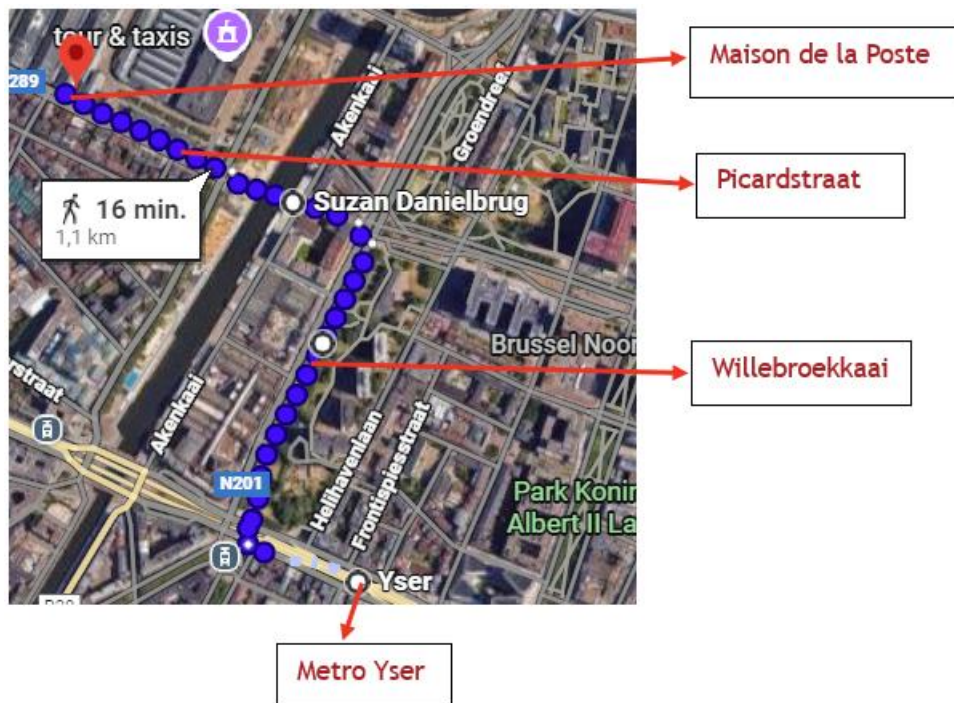 tour & taxis
Maison de la Poste
289
Akenkaai
Groendreef
Picardstraat
16 min.
1,1 km
Suzan Danielbrug
Brussel Noor
Willebroekkaai
Akenkaai
N201
Helihavenlaan
Frontispiesstraat
Park Konin
Albert II La
Yser
Metro Yser